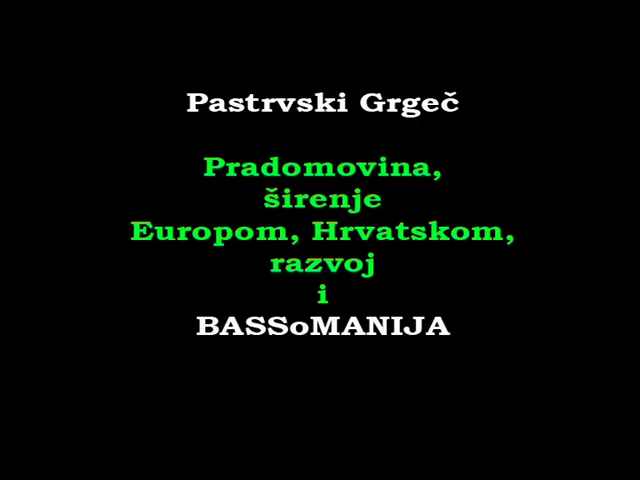 Pastrvski Grgeč
Pradomovina,
širenje
Europom, Hrvatskom,
razvoj
i
BASSoMANIJA